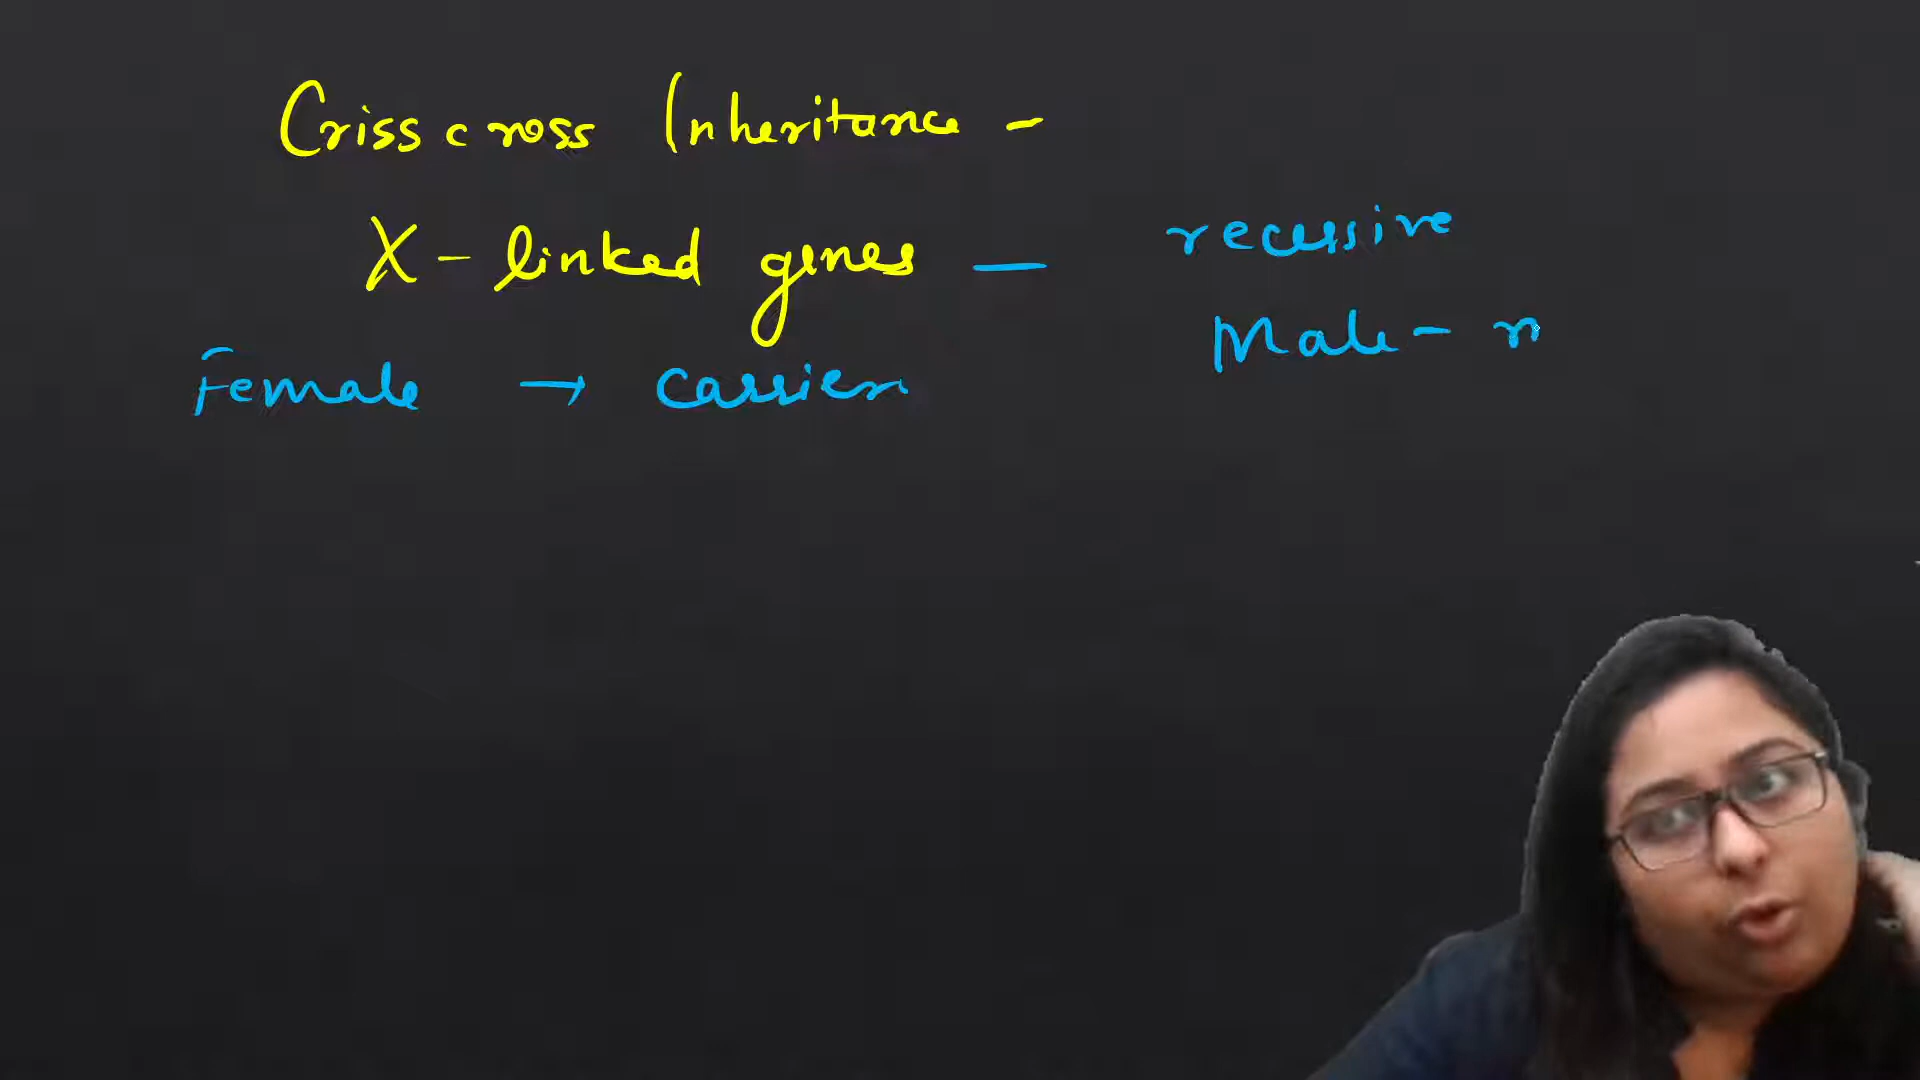 Criss cross Inheritance -
X - linked genes — recessive
Male - n
Female → carrier